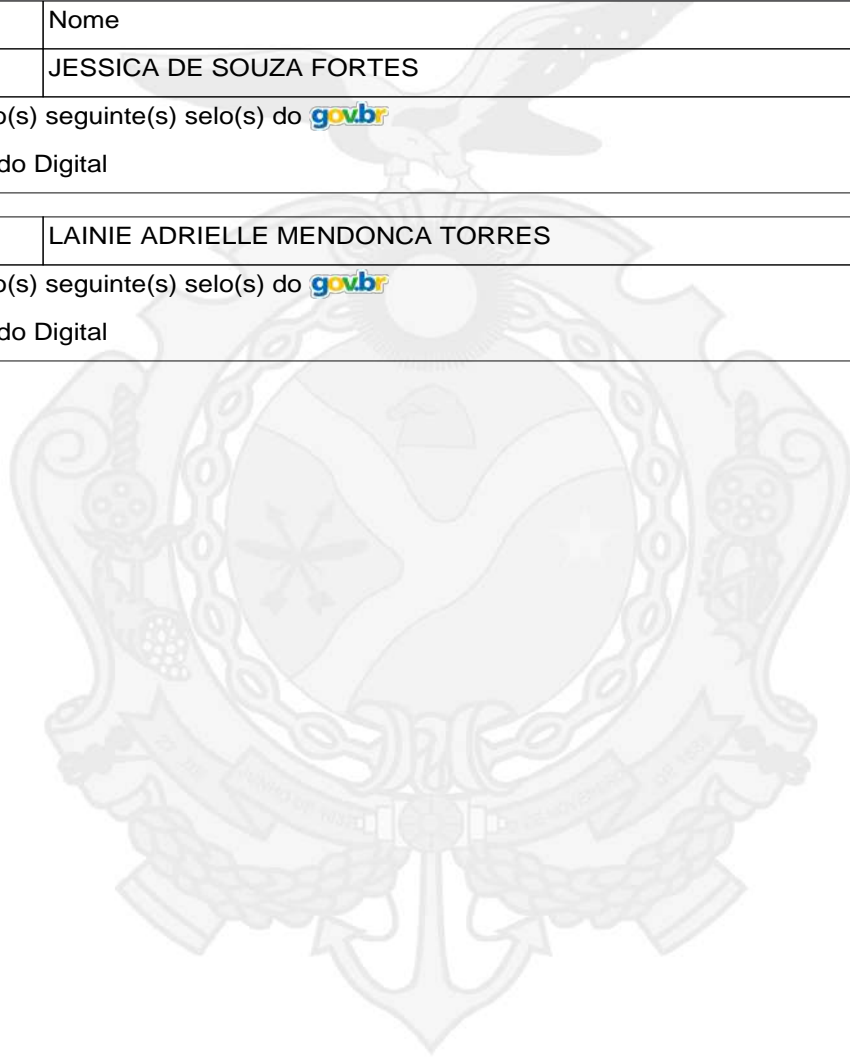 Nome
JESSICA DE SOUZA FORTES
o(s) seguinte(s) selo(s) do gov.br
do Digital
LAINIE ADRIELLE MENDONCA TORRES
o(s) seguinte(s) selo(s) do gov.br
do Digital